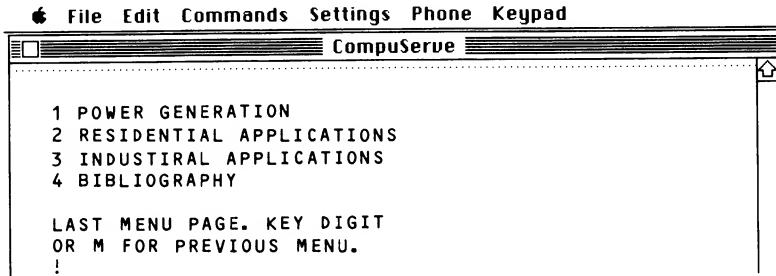 File Edit Commands Settings Phone Keypad
CompuServe
1 POWER GENERATION
2 RESIDENTIAL APPLICATIONS
3 INDUSTIRAL APPLICATIONS
4 BIBLIOGRAPHY
LAST MENU PAGE. KEY DIGIT
OR M FOR PREVIOUS MENU.
!